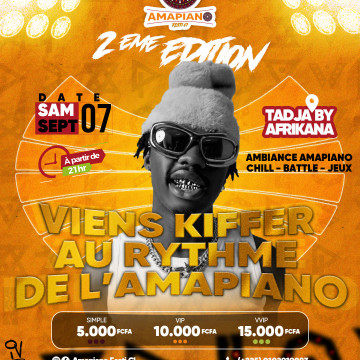 AMAPIANO
2 EME EDITION
DATE
SAM
SEPT 07
À partir de
21hr
TADJA BY
AFRIKANA
AMBIANCE AMAPIANO
CHILL - BATTLE - JEUX
VIENS KIFFER
AU RYTHME
DE L'AMAPIANO
SIMPLE
5.000 FCFA
VIP
10.000 FCFA
VVIP
15.000 FCFA